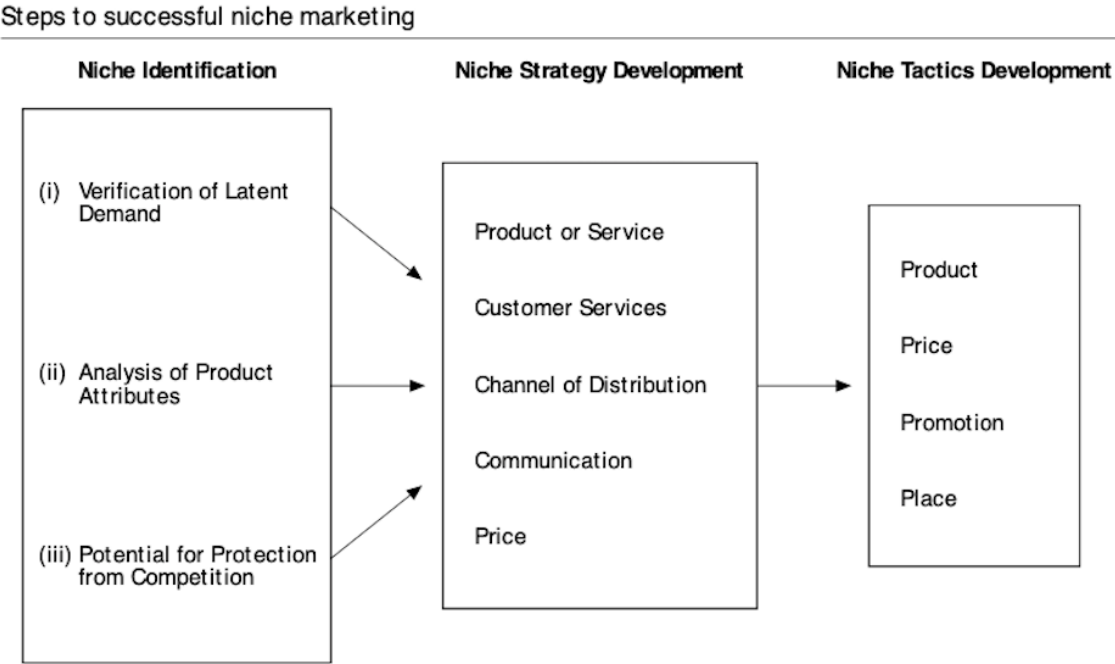 Steps to successful niche marketing
Niche Identification
Niche Strategy Development
Niche Tactics Development
(i) Verification of Latent
Demand
(ii) Analysis of Product
Attributes
(iii) Potential for Protection
from Competition
Product or Service
Customer Services
Channel of Distribution
Communication
Price
Product
Price
Promotion
Place